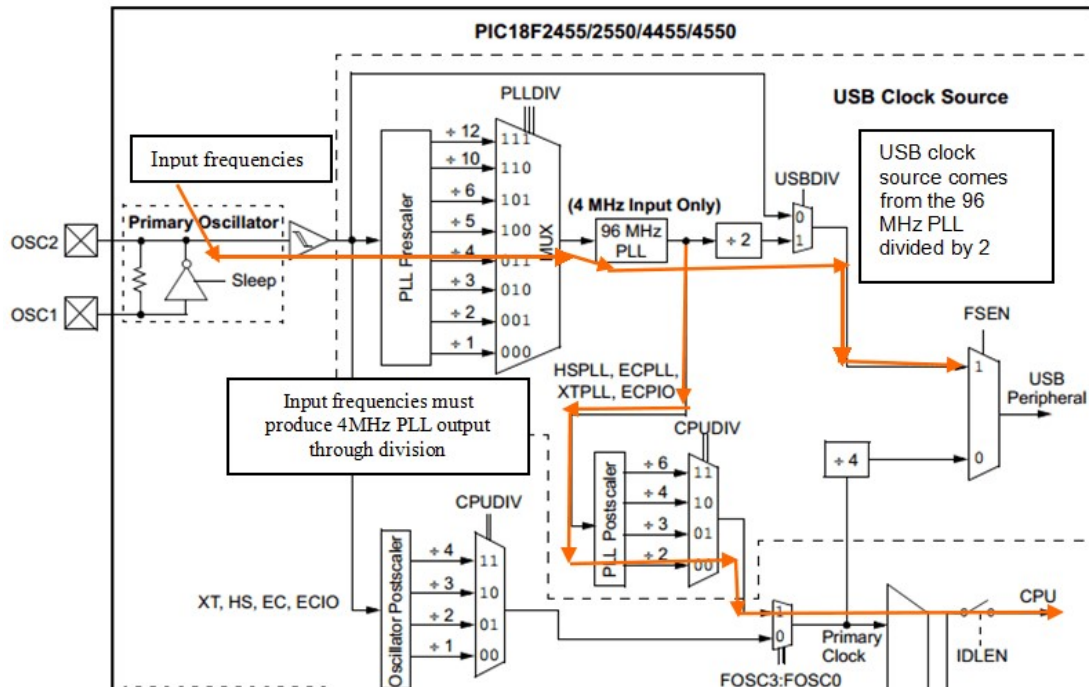 PIC18F2455/2550/4455/4550
PLLDIV
USB Clock Source
Input frequencies
÷ 12
111
÷ 10
110
÷ 6
101
÷ 5
100
÷ 4
011
÷ 3
010
÷ 2
001
÷ 1
000
PLL Prescaler
MUX
USB clock
source comes
from the 96
MHz PLL
divided by 2
USBDIV
0
1
(4 MHz Input Only)
96 MHz
PLL
÷ 2
Primary Oscillator
OSC2
Sleep
OSC1
FSEN
1
USB
Peripheral
0
HSPLL, ECPLL,
XTPLL, ECPIO
Input frequencies must
produce 4MHz PLL output
through division
CPUDIV
÷ 6
11
÷ 4
10
÷ 3
01
÷ 2
00
PLL Postscaler
÷ 4
CPUDIV
÷ 4
11
÷ 3
10
÷ 2
01
÷ 1
00
Oscillator Postscaler
XT, HS, EC, ECIO
1
0
Primary
Clock
CPU
IDLEN
FOSC3:FOSC0